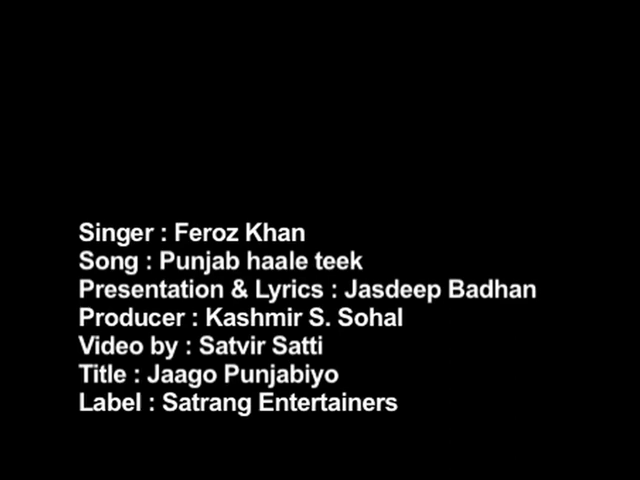 Singer : Feroz Khan
Song : Punjab haale teek
Presentation & Lyrics : Jasdeep Badhan
Producer : Kashmir S. Sohal
Video by : Satvir Satti
Title : Jaago Punjabiyo
Label : Satrang Entertainers